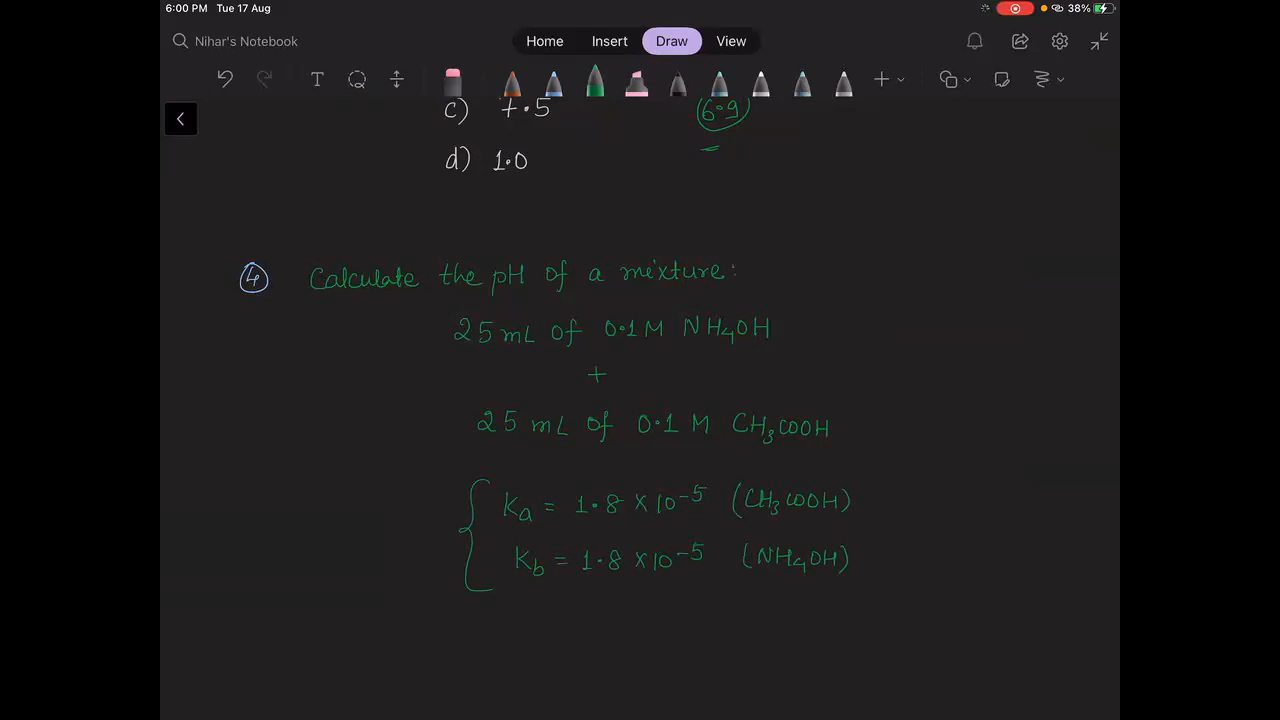 6:00 PM Tue 17 Aug
38%
Nihar's Notebook
Home Insert Draw View
c) 7.5
6.9
d) 1.0
4 Calculate the pH of a mixture:
25 mL of 0.1 M NH4OH
+
25 mL of 0.1 M CH3COOH
Ka = 1.8 × 10⁻⁵ (CH3COOH)
Kb = 1.8 × 10⁻⁵ (NH4OH)